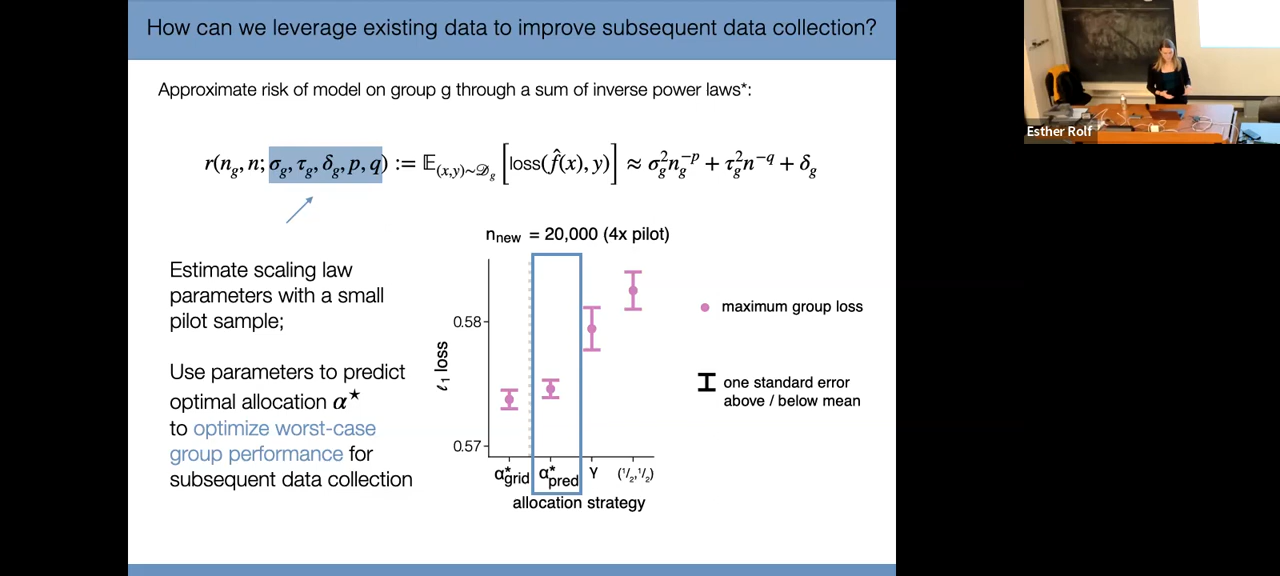 How can we leverage existing data to improve subsequent data collection?
Esther Rolf
Approximate risk of model on group g through a sum of inverse power laws*:
r(n_g, n; σ_g, τ_g, δ_g, p, q) := 𝔼_{(x,y)∼𝒟_g} [loss(f̂(x), y)] ≈ σ_g^2 n_g^{-p} + τ_g^2 n^{-q} + δ_g
Estimate scaling law
parameters with a small
pilot sample;
Use parameters to predict
optimal allocation α★
to optimize worst-case
group performance for
subsequent data collection
n_new = 20,000 (4x pilot)
0.58
0.57
ℓ₁ loss
α*_grid α*_pred γ (1/2,1/2)
allocation strategy
maximum group loss
one standard error
above / below mean